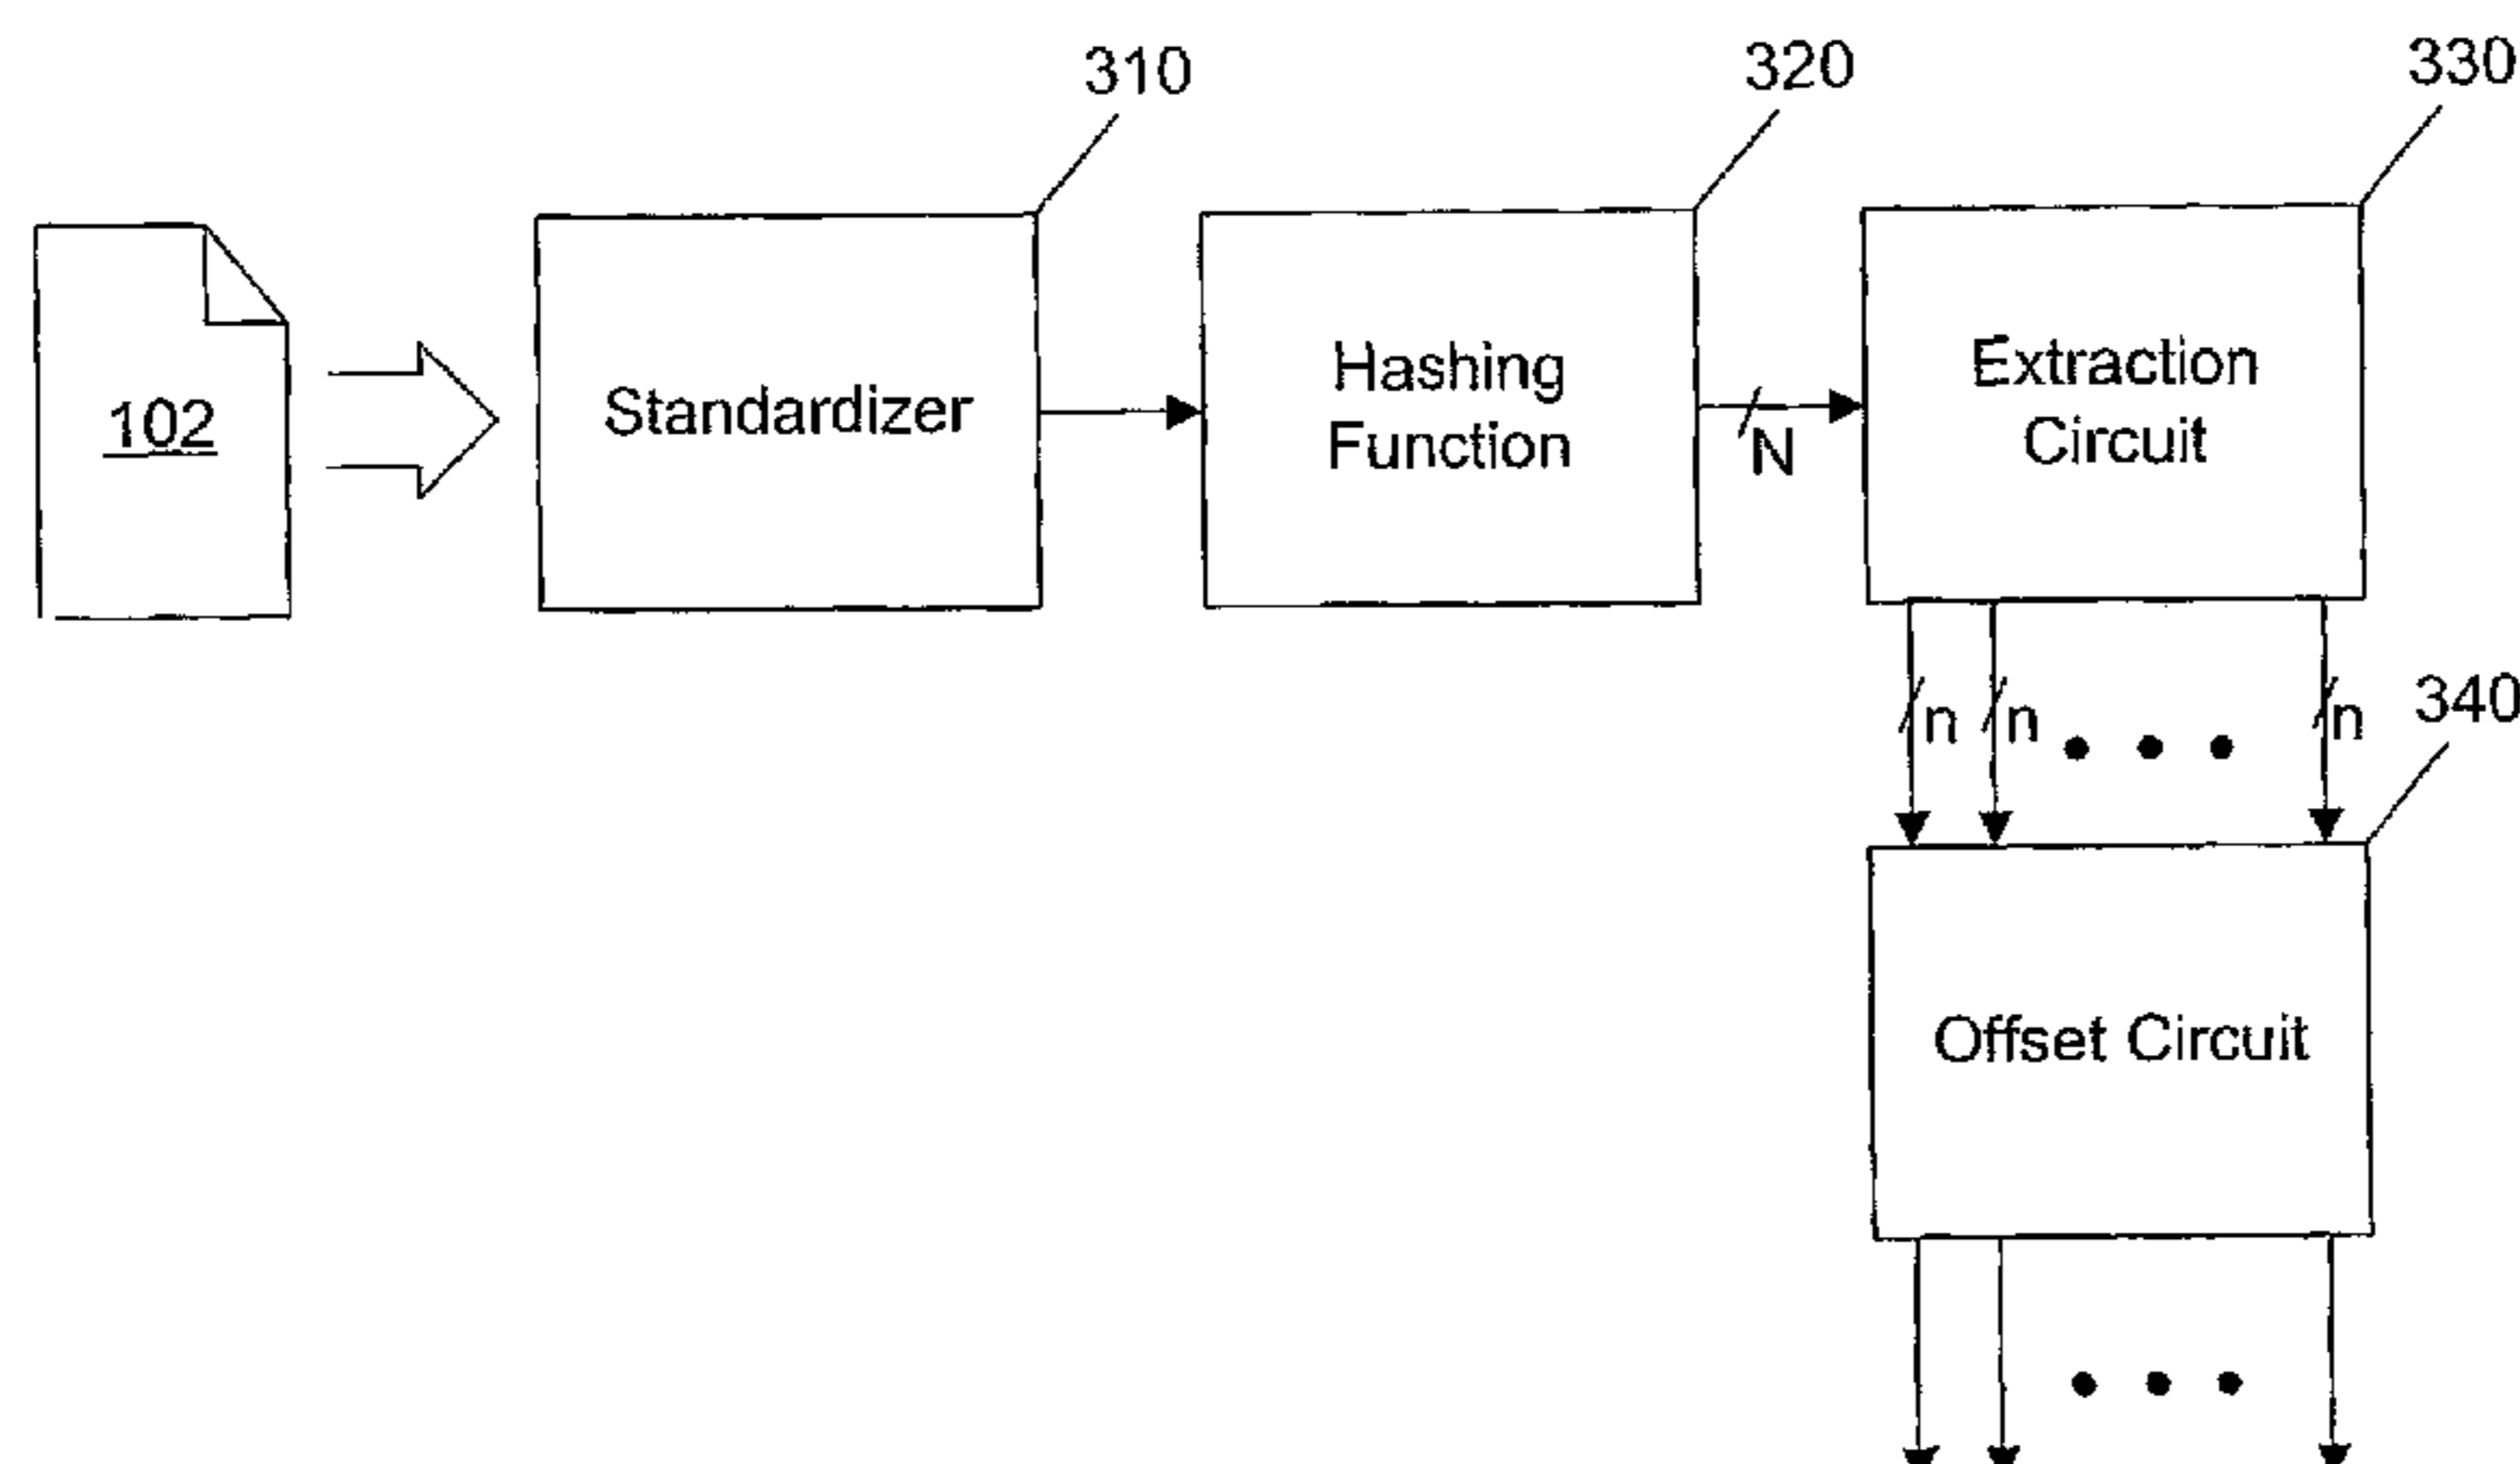 310
320
330
102
Standardizer
Hashing
Function
N
Extraction
Circuit
n
n
n
340
Offset Circuit